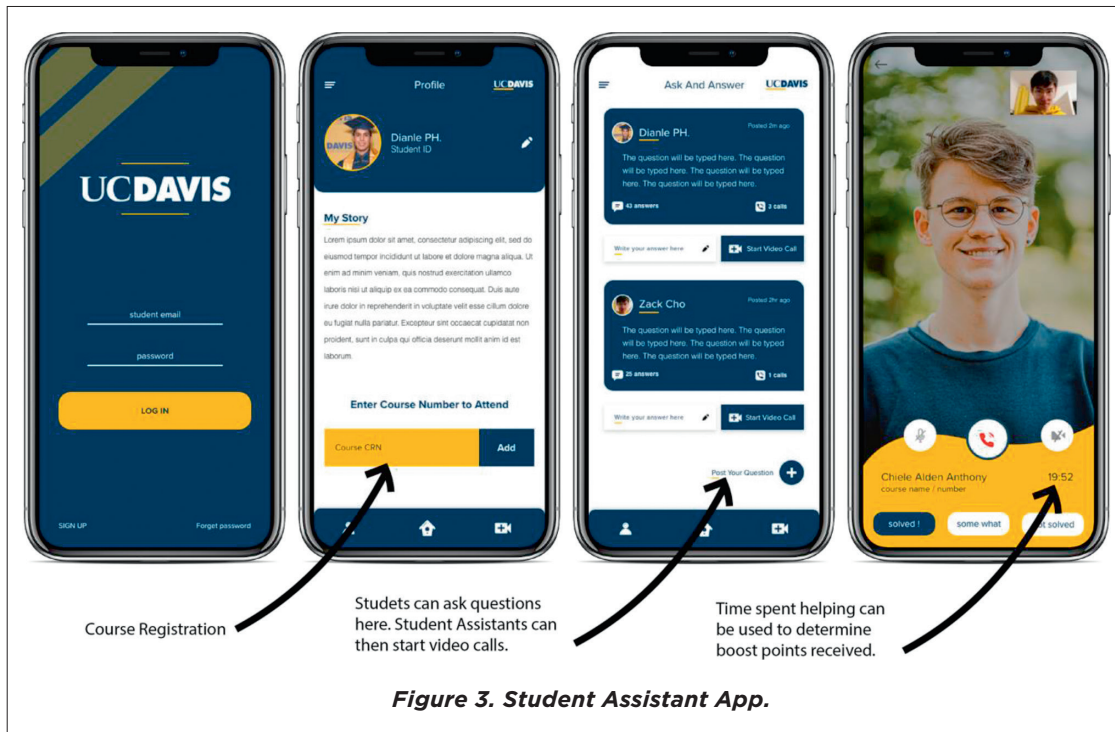 UCDAVIS
student email
password
LOG IN
SIGN UP
Forget password
Profile
UCDAVIS
DAVIS
Dianle PH.
Student ID
My Story
Lorem ipsum dolor sit amet, consectetur adipiscing elit, sed do
eiusmod tempor incididunt ut labore et dolore magna aliqua. Ut
enim ad minim veniam, quis nostrud exercitation ullamco
laboris nisi ut aliquip ex ea commodo consequat. Duis aute
irure dolor in reprehenderit in voluptate velit esse cillum dolore
eu fugiat nulla pariatur. Excepteur sint occaecat cupidatat non
proident, sunt in culpa qui officia deserunt mollit anim id est
laborum.
Enter Course Number to Attend
Course CRN
Add
Ask And Answer
UCDAVIS
Dianle PH.
Posted 2m ago
The question will be typed here. The question
will be typed here. The question will be typed
here. The question will be typed here.
43 answers
2 calls
Write your answer here
Start Video Call
Zack Cho
Posted 2hr ago
The question will be typed here. The question
will be typed here. The question will be typed
here. The question will be typed here.
25 answers
1 calls
Write your answer here
Start Video Call
Post Your Question
Chiele Alden Anthony
course name / number
19:52
solved !
some what
not solved
Course Registration
Studets can ask questions
here. Student Assistants can
then start video calls.
Time spent helping can
be used to determine
boost points received.
Figure 3. Student Assistant App.